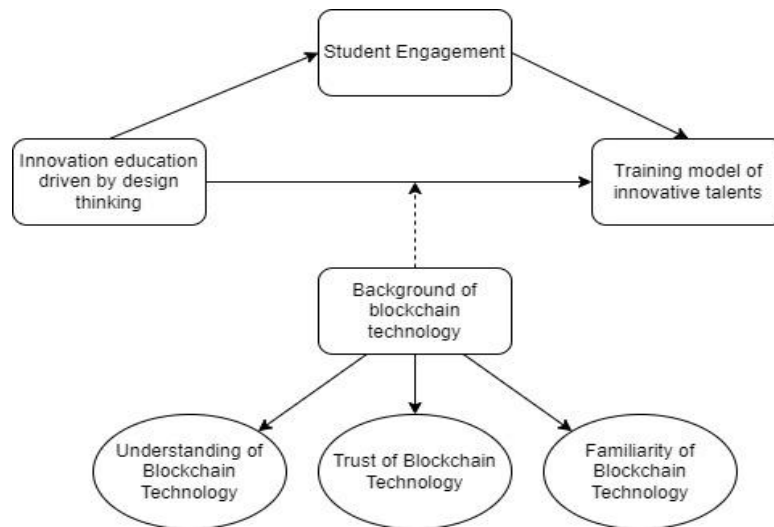 Student Engagement
Innovation education
driven by design
thinking
Training model of
innovative talents
Background of
blockchain
technology
Understanding of
Blockchain
Technology
Trust of Blockchain
Technology
Familiarity of
Blockchain
Technology